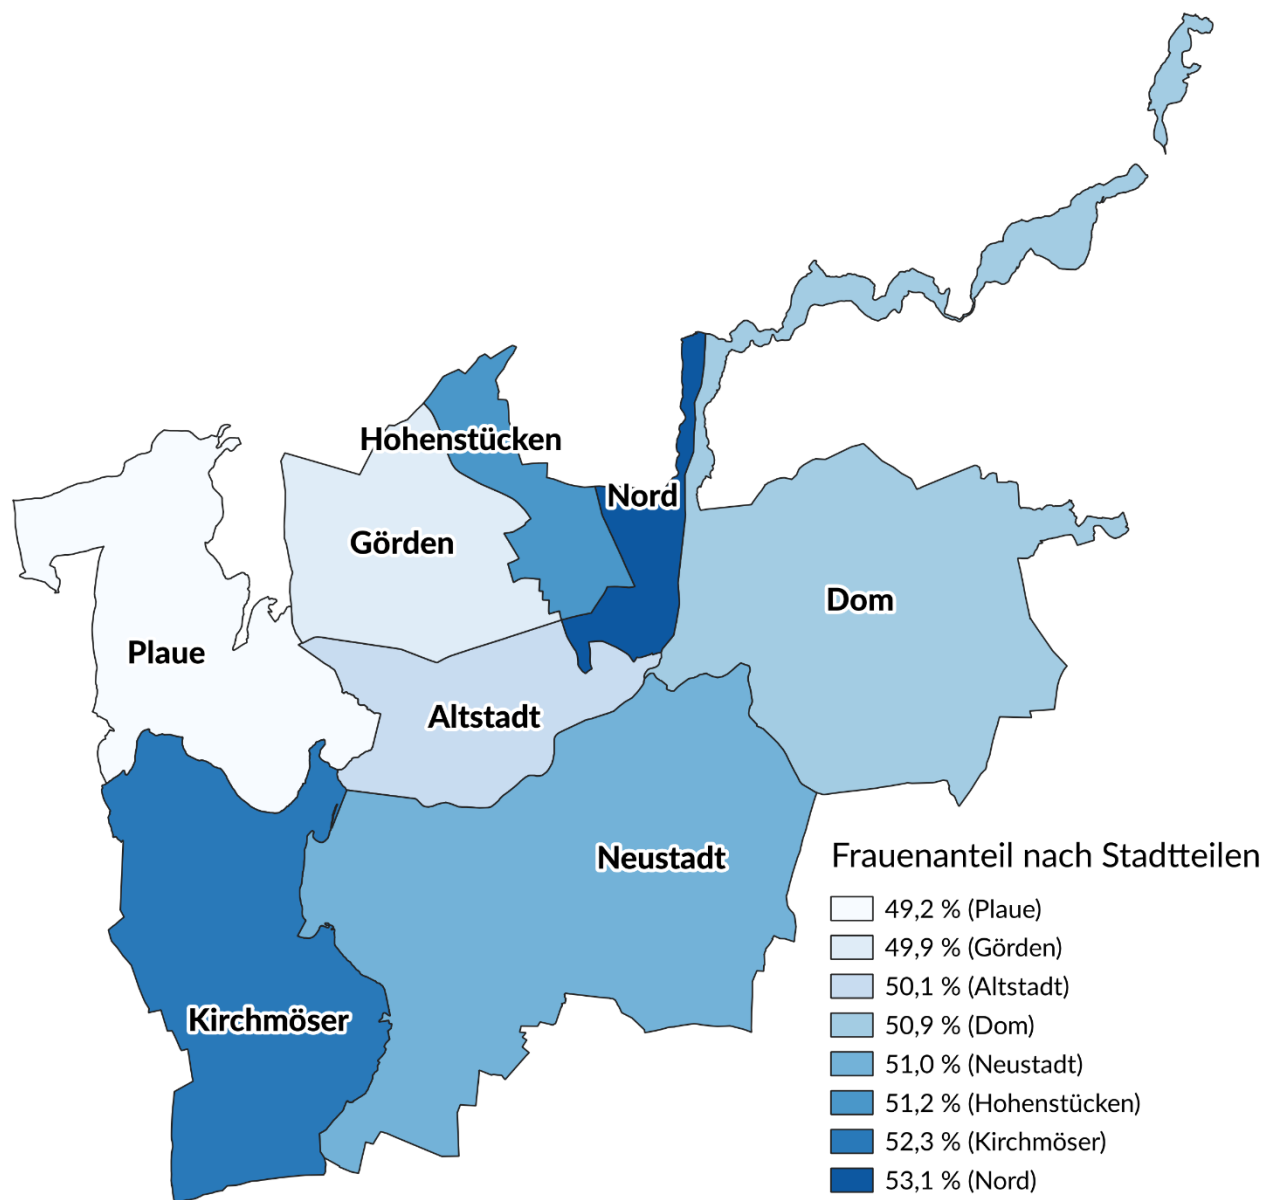 Hohenstücken
Nord
Görden
Dom
Plaue
Altstadt
Neustadt
Kirchmöser
Frauenanteil nach Stadtteilen
49,2 % (Plaue)
49,9 % (Görden)
50,1 % (Altstadt)
50,9 % (Dom)
51,0 % (Neustadt)
51,2 % (Hohenstücken)
52,3 % (Kirchmöser)
53,1 % (Nord)